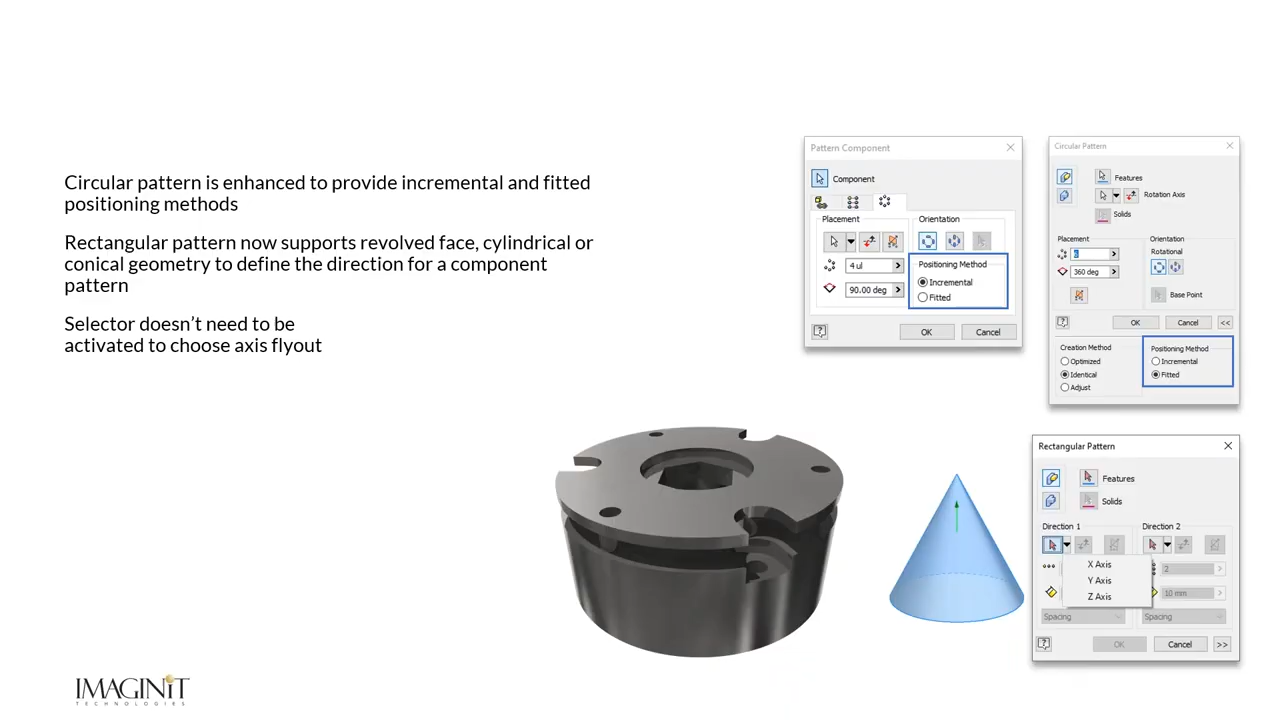 Circular pattern is enhanced to provide incremental and fitted
positioning methods
Rectangular pattern now supports revolved face, cylindrical or
conical geometry to define the direction for a component
pattern
Selector doesn’t need to be
activated to choose axis flyout
Pattern Component
Component
Placement
Orientation
4 ul
90.00 deg
Positioning Method
Incremental
Fitted
OK
Cancel
Circular Pattern
Features
Rotation Axis
Solids
Placement
Orientation
Rotational
6
360 deg
Base Point
OK
Cancel
<<
Creation Method
Optimized
Identical
Adjust
Positioning Method
Incremental
Fitted
Rectangular Pattern
Features
Solids
Direction 1
Direction 2
X Axis
Y Axis
Z Axis
2
10 mm
Spacing
Spacing
OK
Cancel
>>
IMAGINiT
TECHNOLOGIES